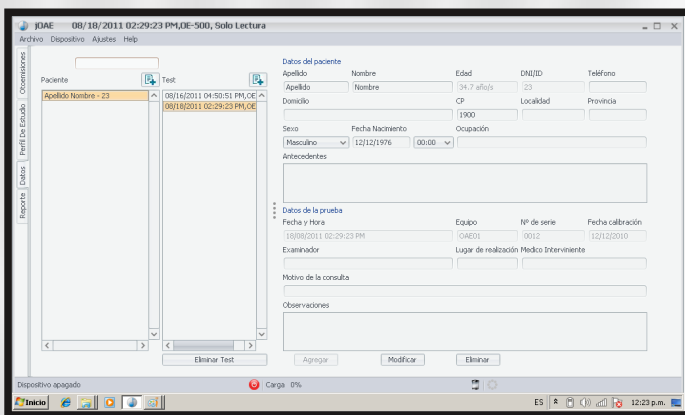 jOAE 08/18/2011 02:29:23 PM,OE-500, Solo Lectura
Archivo Dispositivo Ajustes Help
Otoemisiones
Perfil De Estudio
Datos
Reporte
Paciente
Apellido Nombre - 23
Test
08/16/2011 04:50:51 PM,OE
08/18/2011 02:29:23 PM,OE
Eliminar Test
Datos del paciente
Apellido Nombre Edad DNI/ID Teléfono
Apellido Nombre 34.7 año/s 23
Domicilio CP Localidad Provincia
1900
Sexo Fecha Nacimiento Ocupación
Masculino 12/12/1976 00:00
Antecedentes
Datos de la prueba
Fecha y Hora Equipo Nº de serie Fecha calibración
18/08/2011 02:29:23 PM OAE01 0012 12/12/2010
Examinador Lugar de realización Medico Interviniente
Motivo de la consulta
Observaciones
Agregar Modificar Eliminar
Dispositivo apagado Carga 0%
Inicio ES 12:23 p.m.